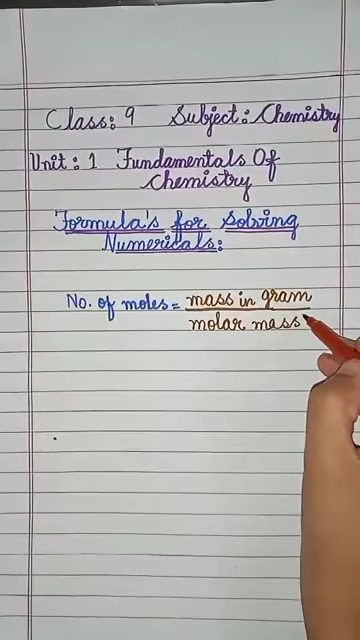 Class: 9 Subject: Chemistry
Unit: 1 Fundamentals Of
Chemistry
Formula's for Solving
Numericals:
No. of moles = mass in gram
molar mass